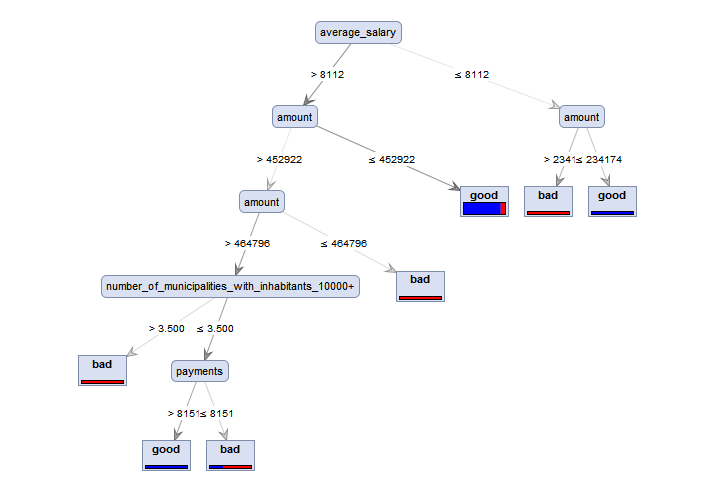 average_salary
> 8112
≤ 8112
amount
amount
> 452922
≤ 452922
> 2341
≤ 234174
amount
good
bad
good
> 464796
≤ 464796
number_of_municipalities_with_inhabitants_10000+
bad
> 3.500
≤ 3.500
bad
payments
> 8151
≤ 8151
good
bad